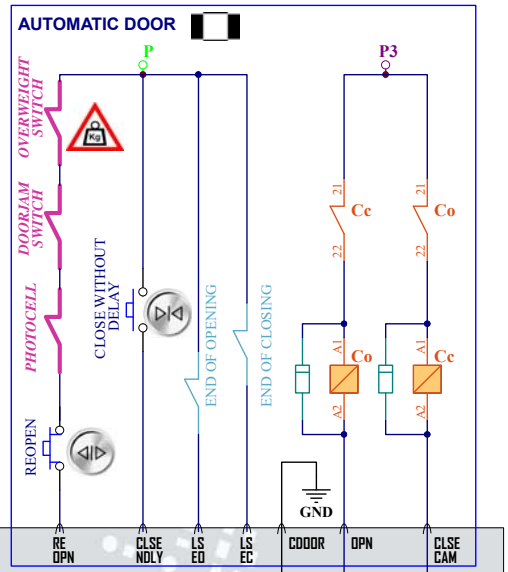 AUTOMATIC DOOR
P
P3
OVERWEIGHT
SWITCH
Kg
DOORJAM
SWITCH
21
Cc
22
21
Co
22
PHOTOCELL
CLOSE WITHOUT
DELAY
END OF OPENING
END OF CLOSING
A1
Co
A2
A1
Cc
A2
REOPEN
GND
RE
OPN
CLSE
NDLY
LS
EO
LS
EC
CDOOR
OPN
CLSE
CAM